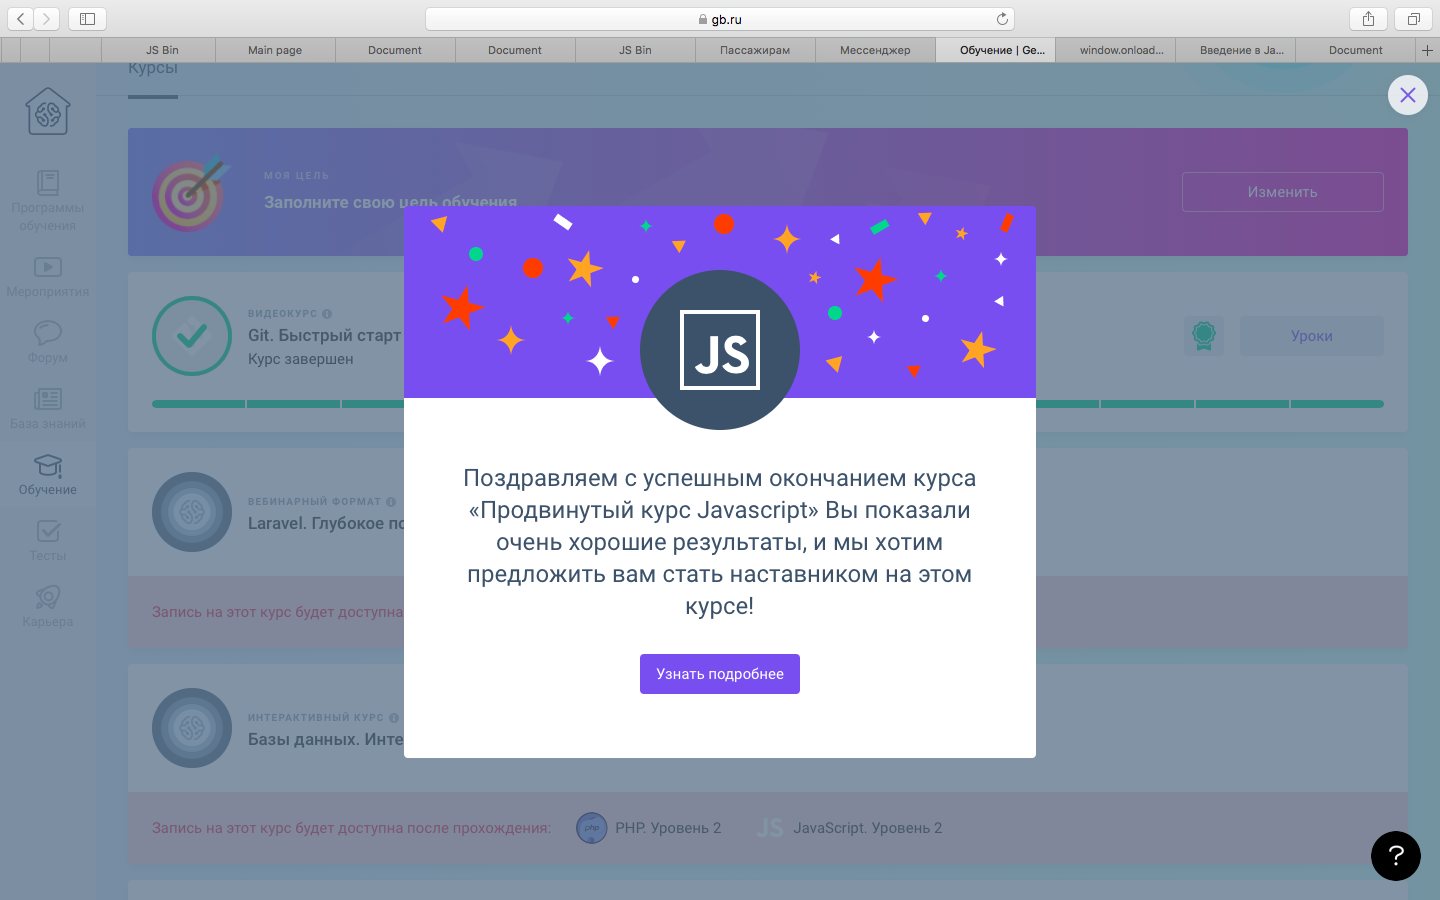 gb.ru
JS Bin
Main page
Document
Document
JS Bin
Пассажирам
Мессенджер
Обучение | Ge...
window.onload...
Введение в Ja...
Document
Курсы
МОЯ ЦЕЛЬ
Заполните свою цель обучения
Изменить
Программы
обучения
Мероприятия
Форум
База знаний
Обучение
Тесты
Карьера
ВИДЕОКУРС
Git. Быстрый старт
Курс завершен
Уроки
ВЕБИНАРНЫЙ ФОРМАТ
Laravel. Глубокое по
Запись на этот курс будет доступна
ИНТЕРАКТИВНЫЙ КУРС
Базы данных. Инте
Запись на этот курс будет доступна после прохождения:
php
PHP. Уровень 2
JS
JavaScript. Уровень 2
JS
Поздравляем с успешным окончанием курса
«Продвинутый курс Javascript» Вы показали
очень хорошие результаты, и мы хотим
предложить вам стать наставником на этом
курсе!
Узнать подробнее
?